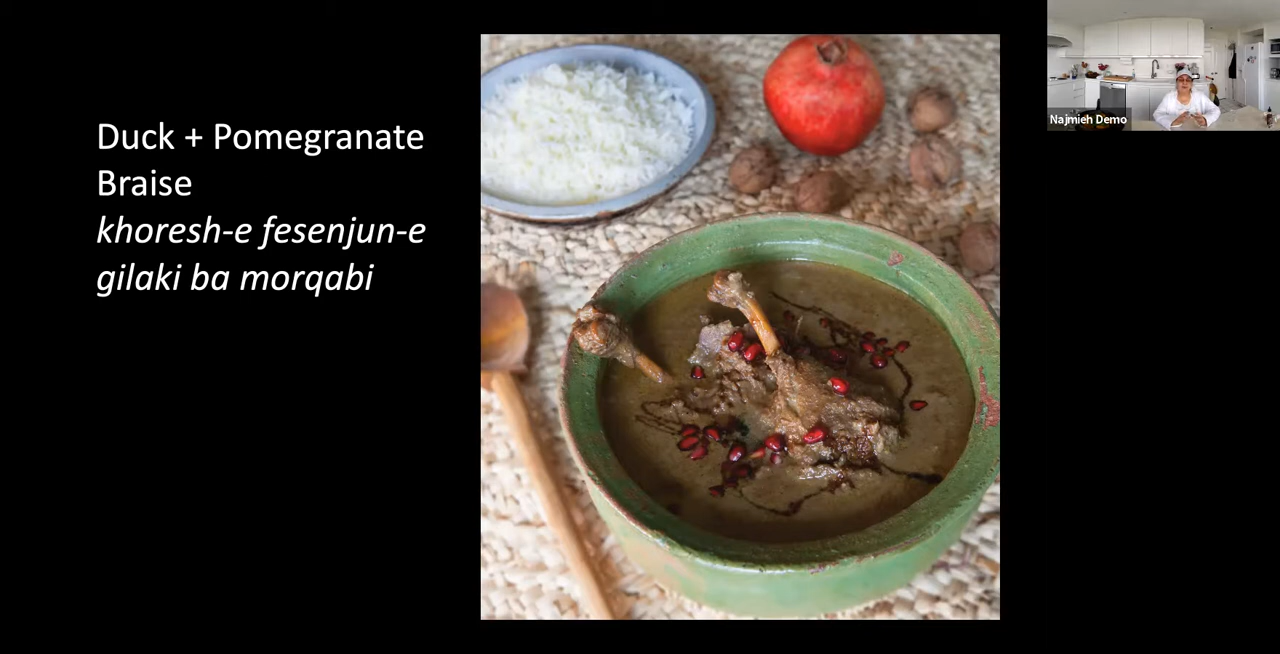 Duck + Pomegranate
Braise
khoresh-e fesenjun-e
gilaki ba morqabi
Najmieh Demo